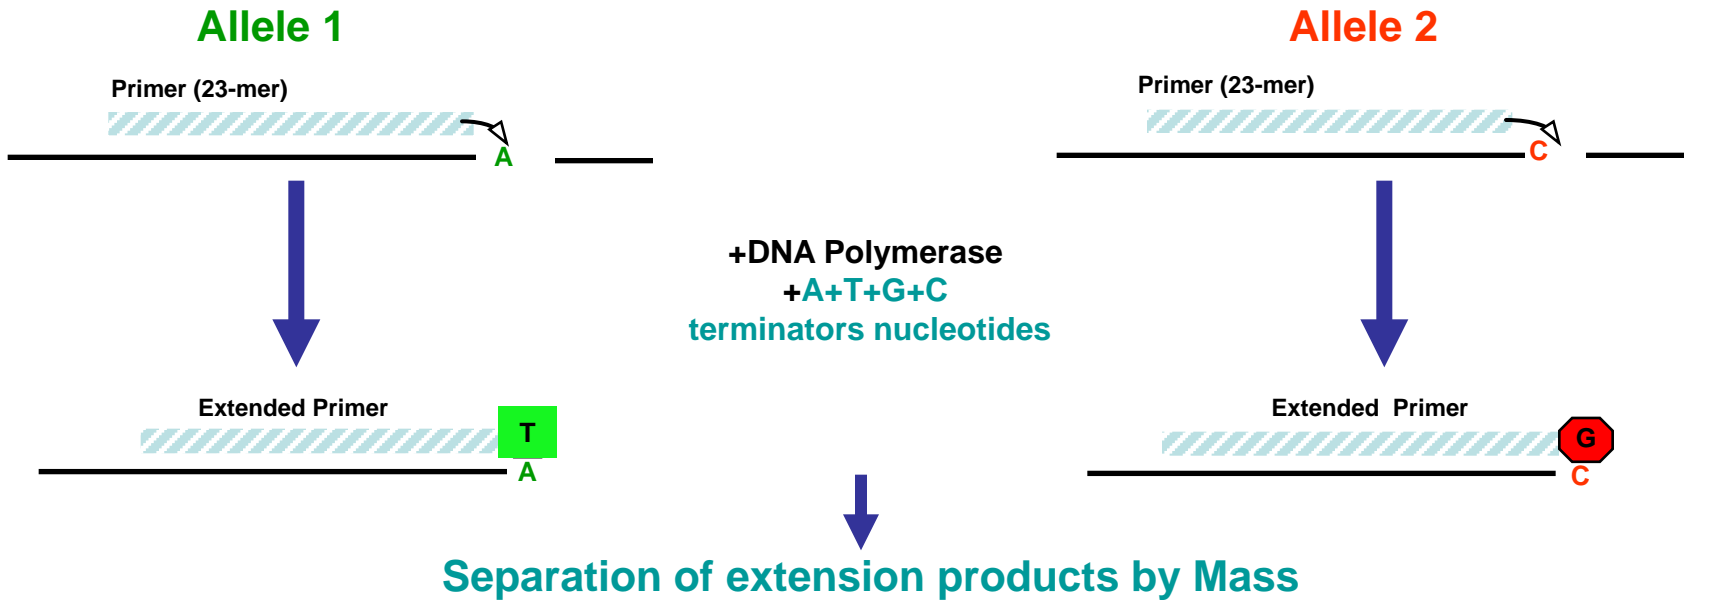 Allele 1
Allele 2
Primer (23-mer)
Primer (23-mer)
A
C
+DNA Polymerase
+A+T+G+C
terminators nucleotides
Extended Primer
Extended  Primer
T
G
A
C
Separation of extension products by Mass